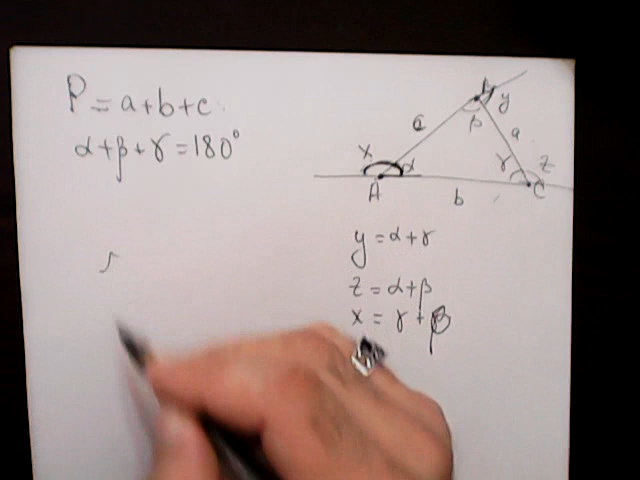 P = a+b+c
α+β+γ=180°
y
β
c
a
x
α
γ
z
A
C
b
y = α+γ
z = α+β
x = γ+β